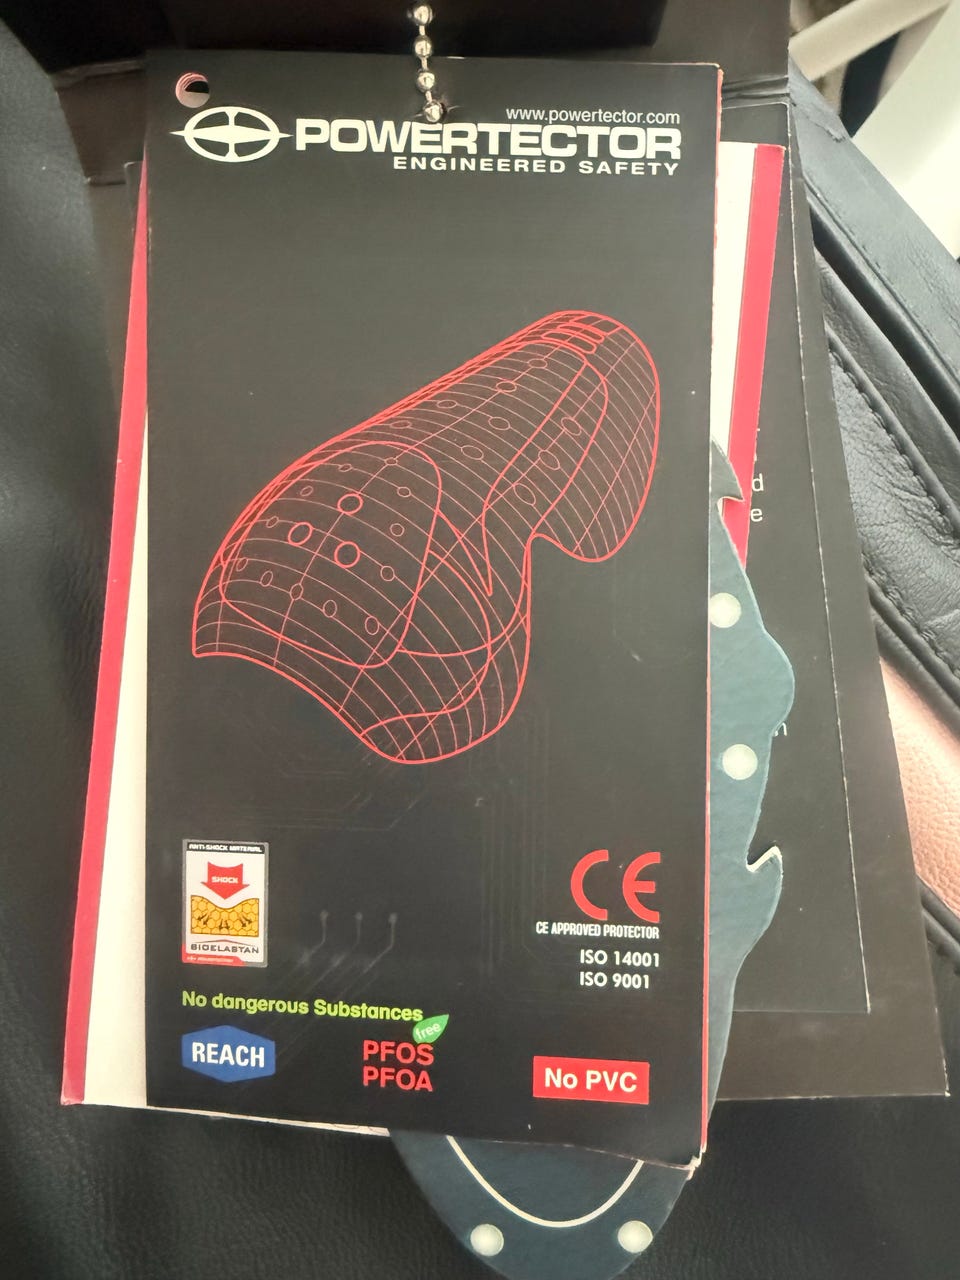 www.powertector.com
POWERTECTOR
ENGINEERED SAFETY
d
e
n
ANTI-SHOCK MATERIAL
SHOCK
BIOELASTAN
CE
CE APPROVED PROTECTOR
ISO 14001
ISO 9001
No dangerous Substances
REACH
free
PFOS
PFOA
No PVC